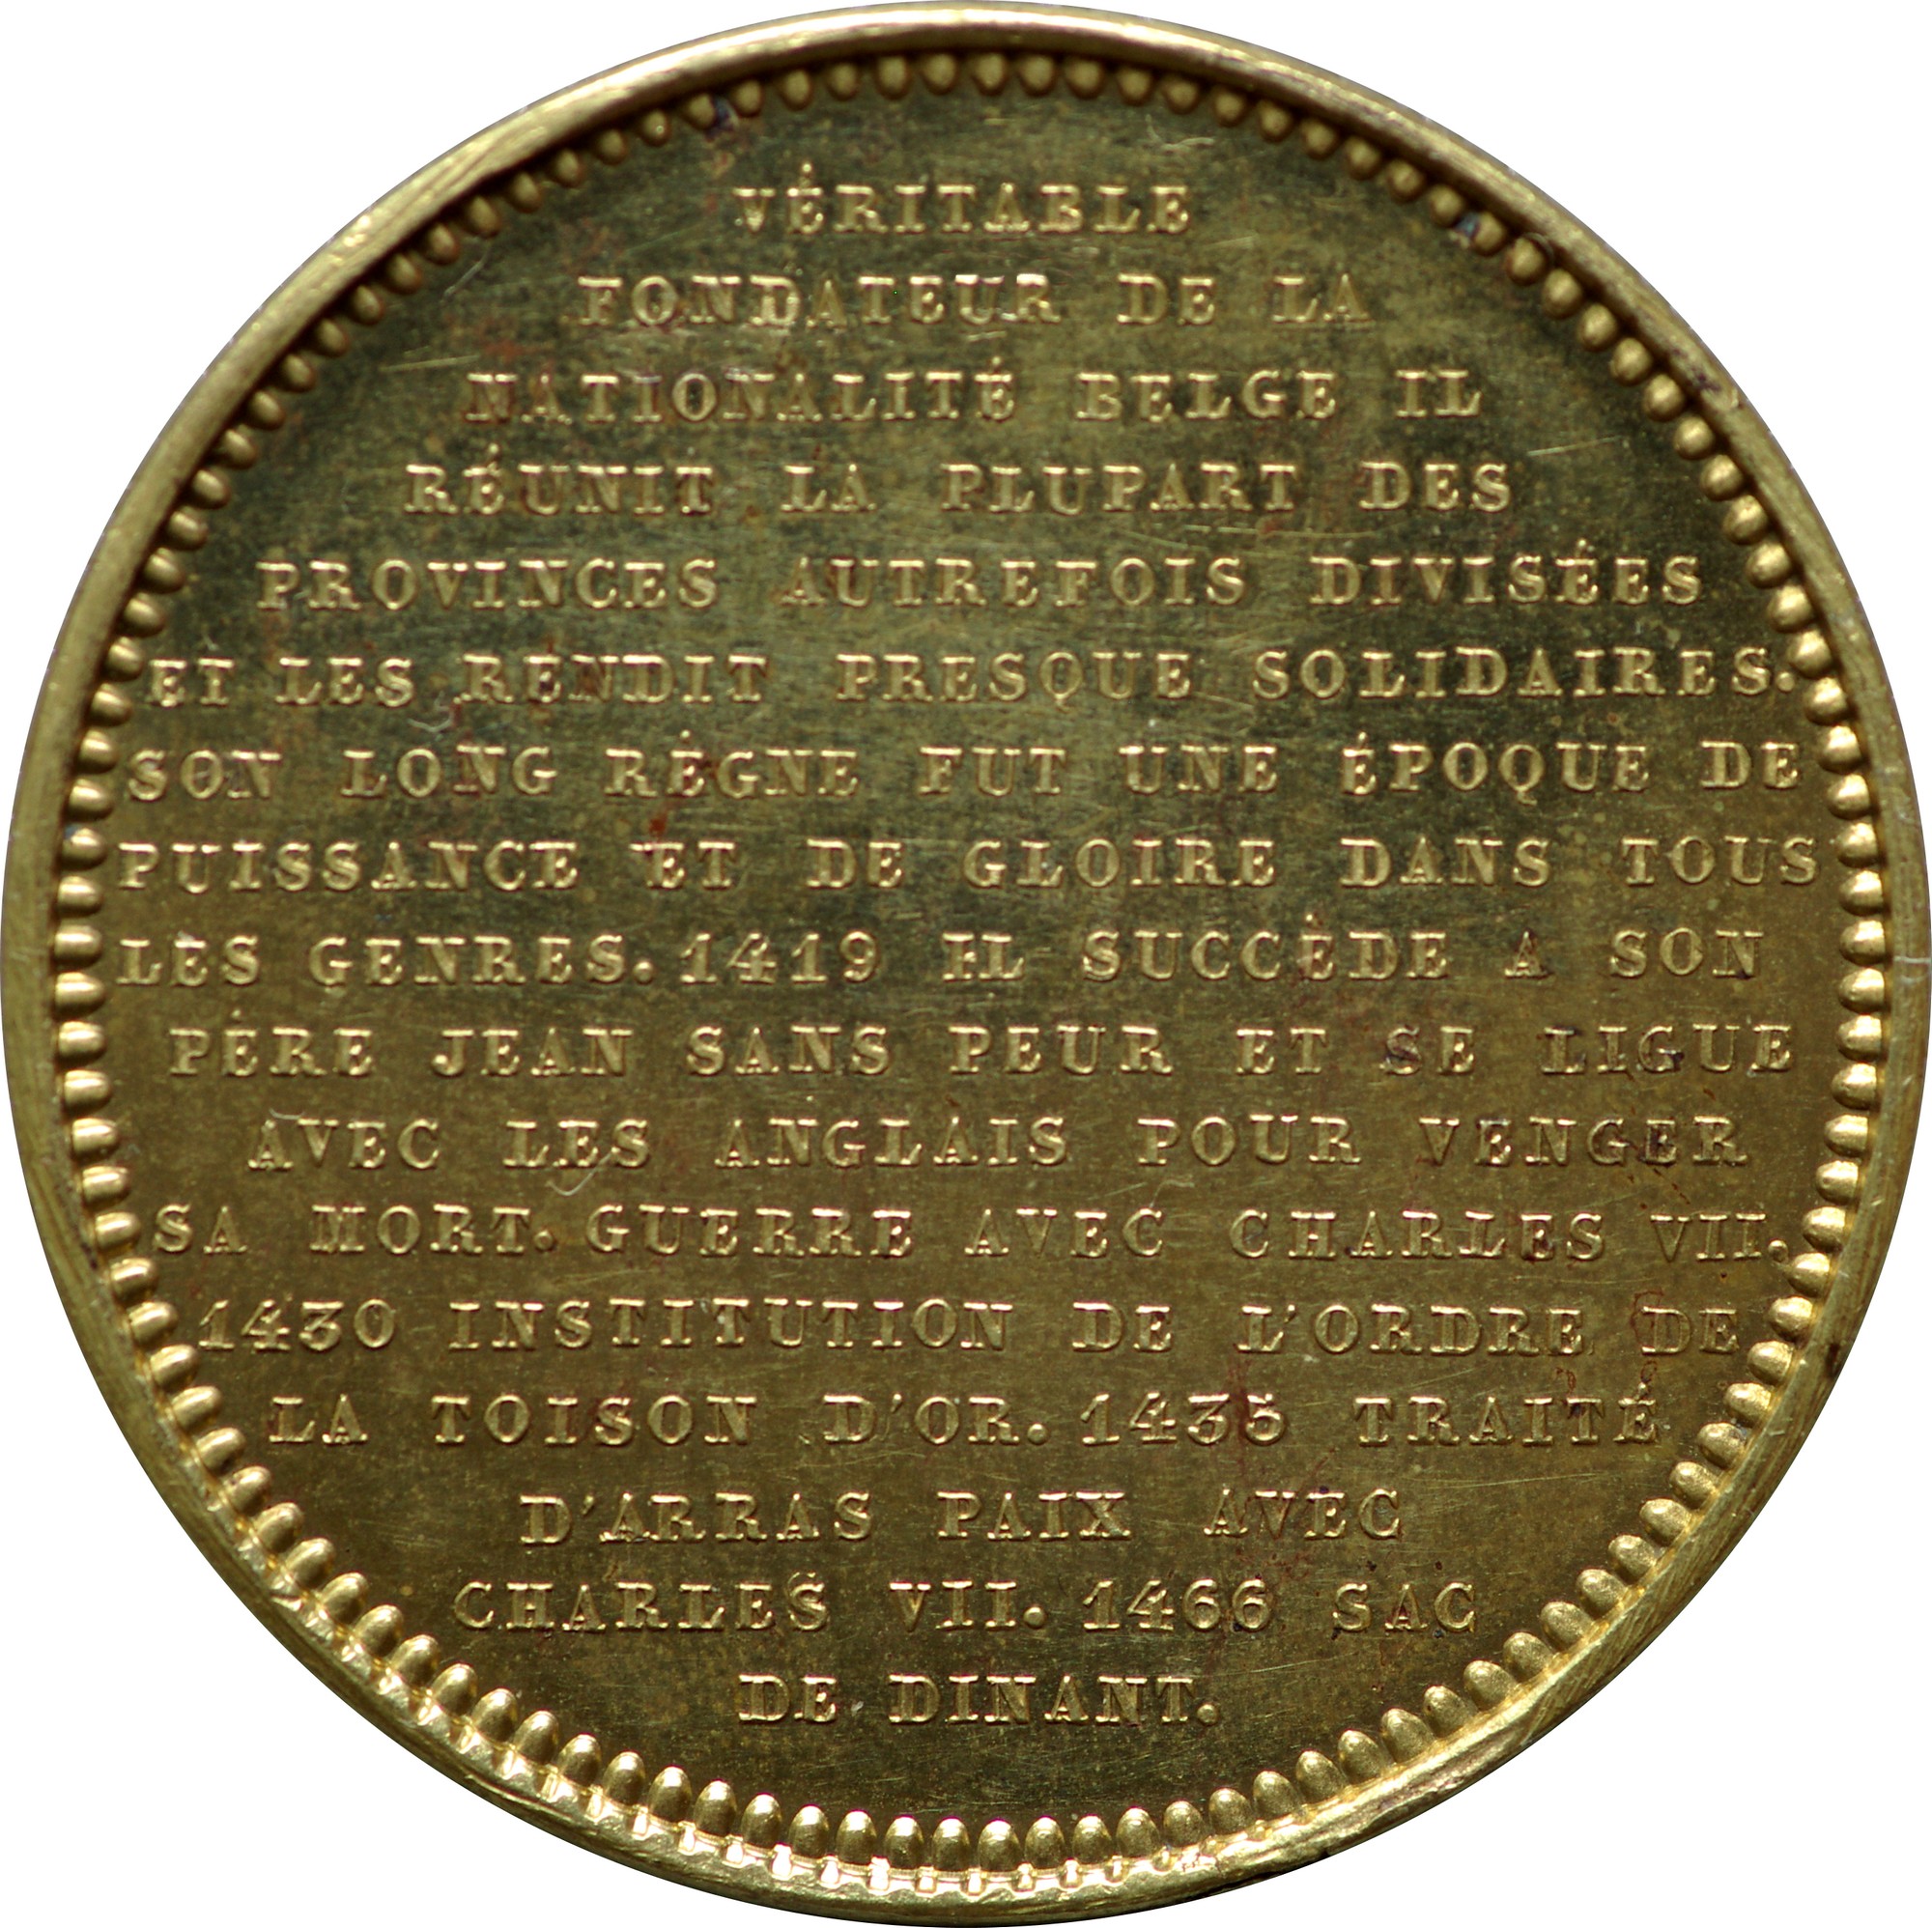 VÉRITABLE
FONDATEUR DE LA
NATIONALITÉ BELGE IL
RÉUNIT LA PLUPART DES
PROVINCES AUTREFOIS DIVISÉES
ET LES RENDIT PRESQUE SOLIDAIRES.
SON LONG RÈGNE FUT UNE ÉPOQUE DE
PUISSANCE ET DE GLOIRE DANS TOUS
LES GENRES. 1419 IL SUCCÈDE A SON
PÈRE JEAN SANS PEUR ET SE LIGUE
AVEC LES ANGLAIS POUR VENGER
SA MORT. GUERRE AVEC CHARLES VII.
1430 INSTITUTION DE L'ORDRE DE
LA TOISON D'OR. 1435 TRAITÉ
D'ARRAS PAIX AVEC
CHARLES VII. 1466 SAC
DE DINANT.